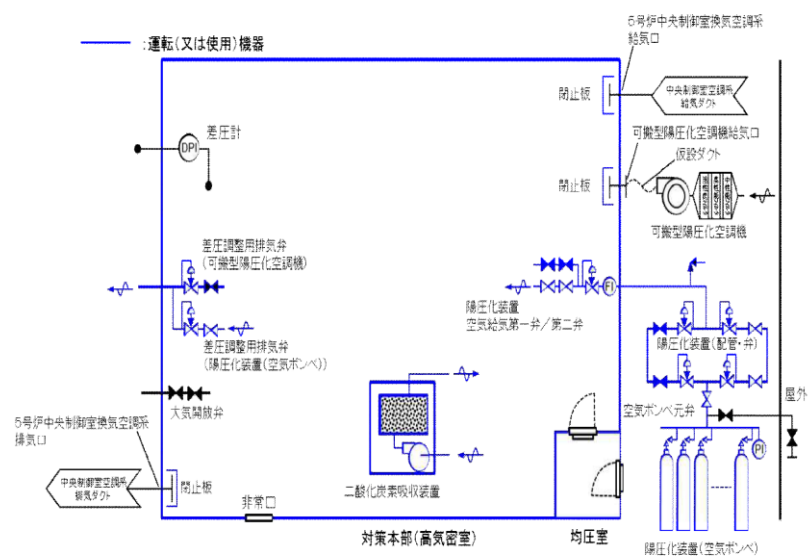 ━━ :運転(又は使用)機器
5号炉中央制御室換気空調系
給気口
閉止板
中央制御室空調系
給気ダクト
差圧計
DPI
可搬型陽圧化空調機給気口
仮設ダクト
閉止板
可搬型陽圧化空調機
差圧調整用排気弁
(可搬型陽圧化空調機)
陽圧化装置
空気給気第一弁/第二弁
FI
差圧調整用排気弁
(陽圧化装置(空気ボンベ))
陽圧化装置(配管・弁)
大気開放弁
空気ボンベ元弁
屋外
5号炉中央制御室換気空調系
排気口
PI
中央制御室空調系
排気ダクト
閉止板
二酸化炭素吸収装置
非常口
対策本部(高気密室)
均圧室
陽圧化装置(空気ボンベ)